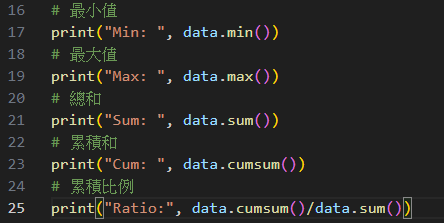 16 # 最小值
17 print("Min: ", data.min())
18 # 最大值
19 print("Max: ", data.max())
20 # 總和
21 print("Sum: ", data.sum())
22 # 累積和
23 print("Cum: ", data.cumsum())
24 # 累積比例
25 print("Ratio:", data.cumsum()/data.sum())